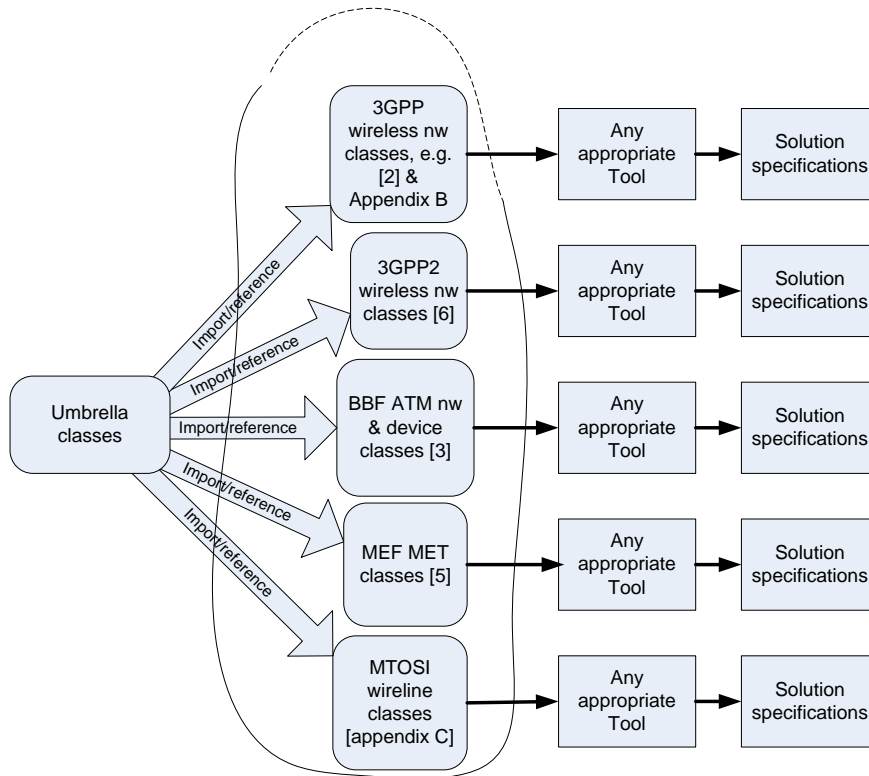 3GPP
wireless nw
classes, e.g.
[2] &
Appendix B
Any
appropriate
Tool
Solution
specifications
Import/reference
3GPP2
wireless nw
classes [6]
Any
appropriate
Tool
Solution
specifications
Import/reference
Umbrella
classes
Import/reference
BBF ATM nw
& device
classes [3]
Any
appropriate
Tool
Solution
specifications
Import/reference
MEF MET
classes [5]
Any
appropriate
Tool
Solution
specifications
Import/reference
MTOSI
wireline
classes
[appendix C]
Any
appropriate
Tool
Solution
specifications